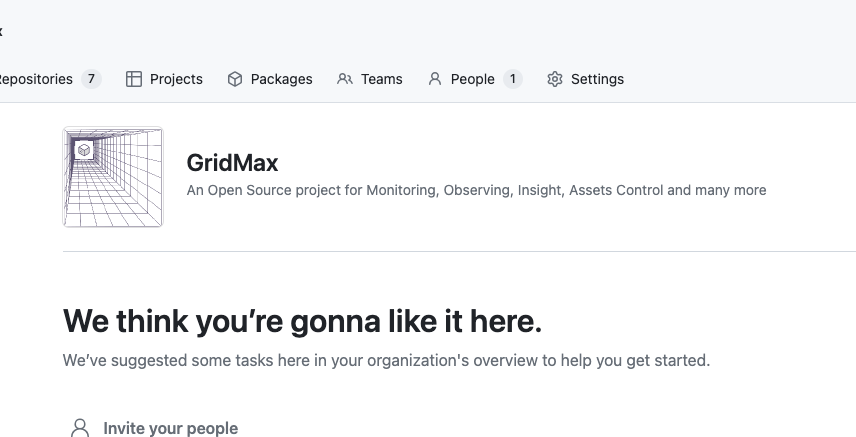 Repositories 7 Projects Packages Teams People 1 Settings
GridMax
An Open Source project for Monitoring, Observing, Insight, Assets Control and many more
We think you’re gonna like it here.
We’ve suggested some tasks here in your organization's overview to help you get started.
Invite your people